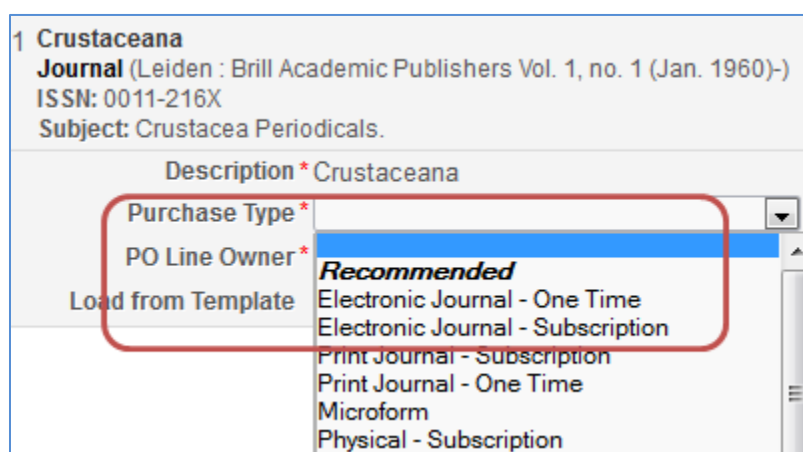 1 Crustaceana
Journal (Leiden : Brill Academic Publishers Vol. 1, no. 1 (Jan. 1960)-)
ISSN: 0011-216X
Subject: Crustacea Periodicals.
Description * Crustaceana
Purchase Type *
PO Line Owner *
Recommended
Load from Template Electronic Journal - One Time
Electronic Journal - Subscription
Print Journal - Subscription
Print Journal - One Time
Microform
Physical - Subscription